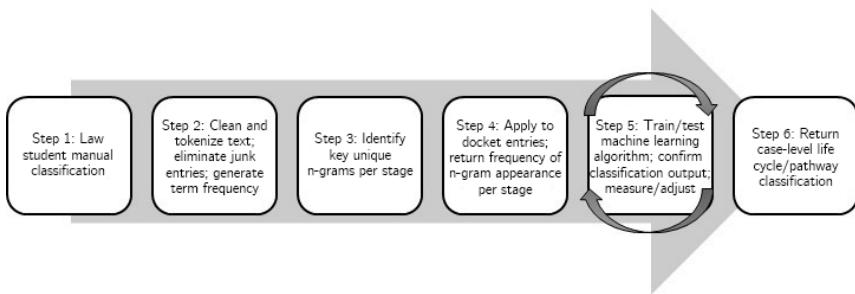 Step 1: Law
student manual
classification
Step 2: Clean and
tokenize text;
eliminate junk
entries; generate
term frequency
Step 3: Identify
key unique
n-grams per stage
Step 4: Apply to
docket entries;
return frequency of
n-gram appearance
per stage
Step 5: Train/test
machine learning
algorithm; confirm
classification output;
measure/adjust
Step 6: Return
case-level life
cycle/pathway
classification